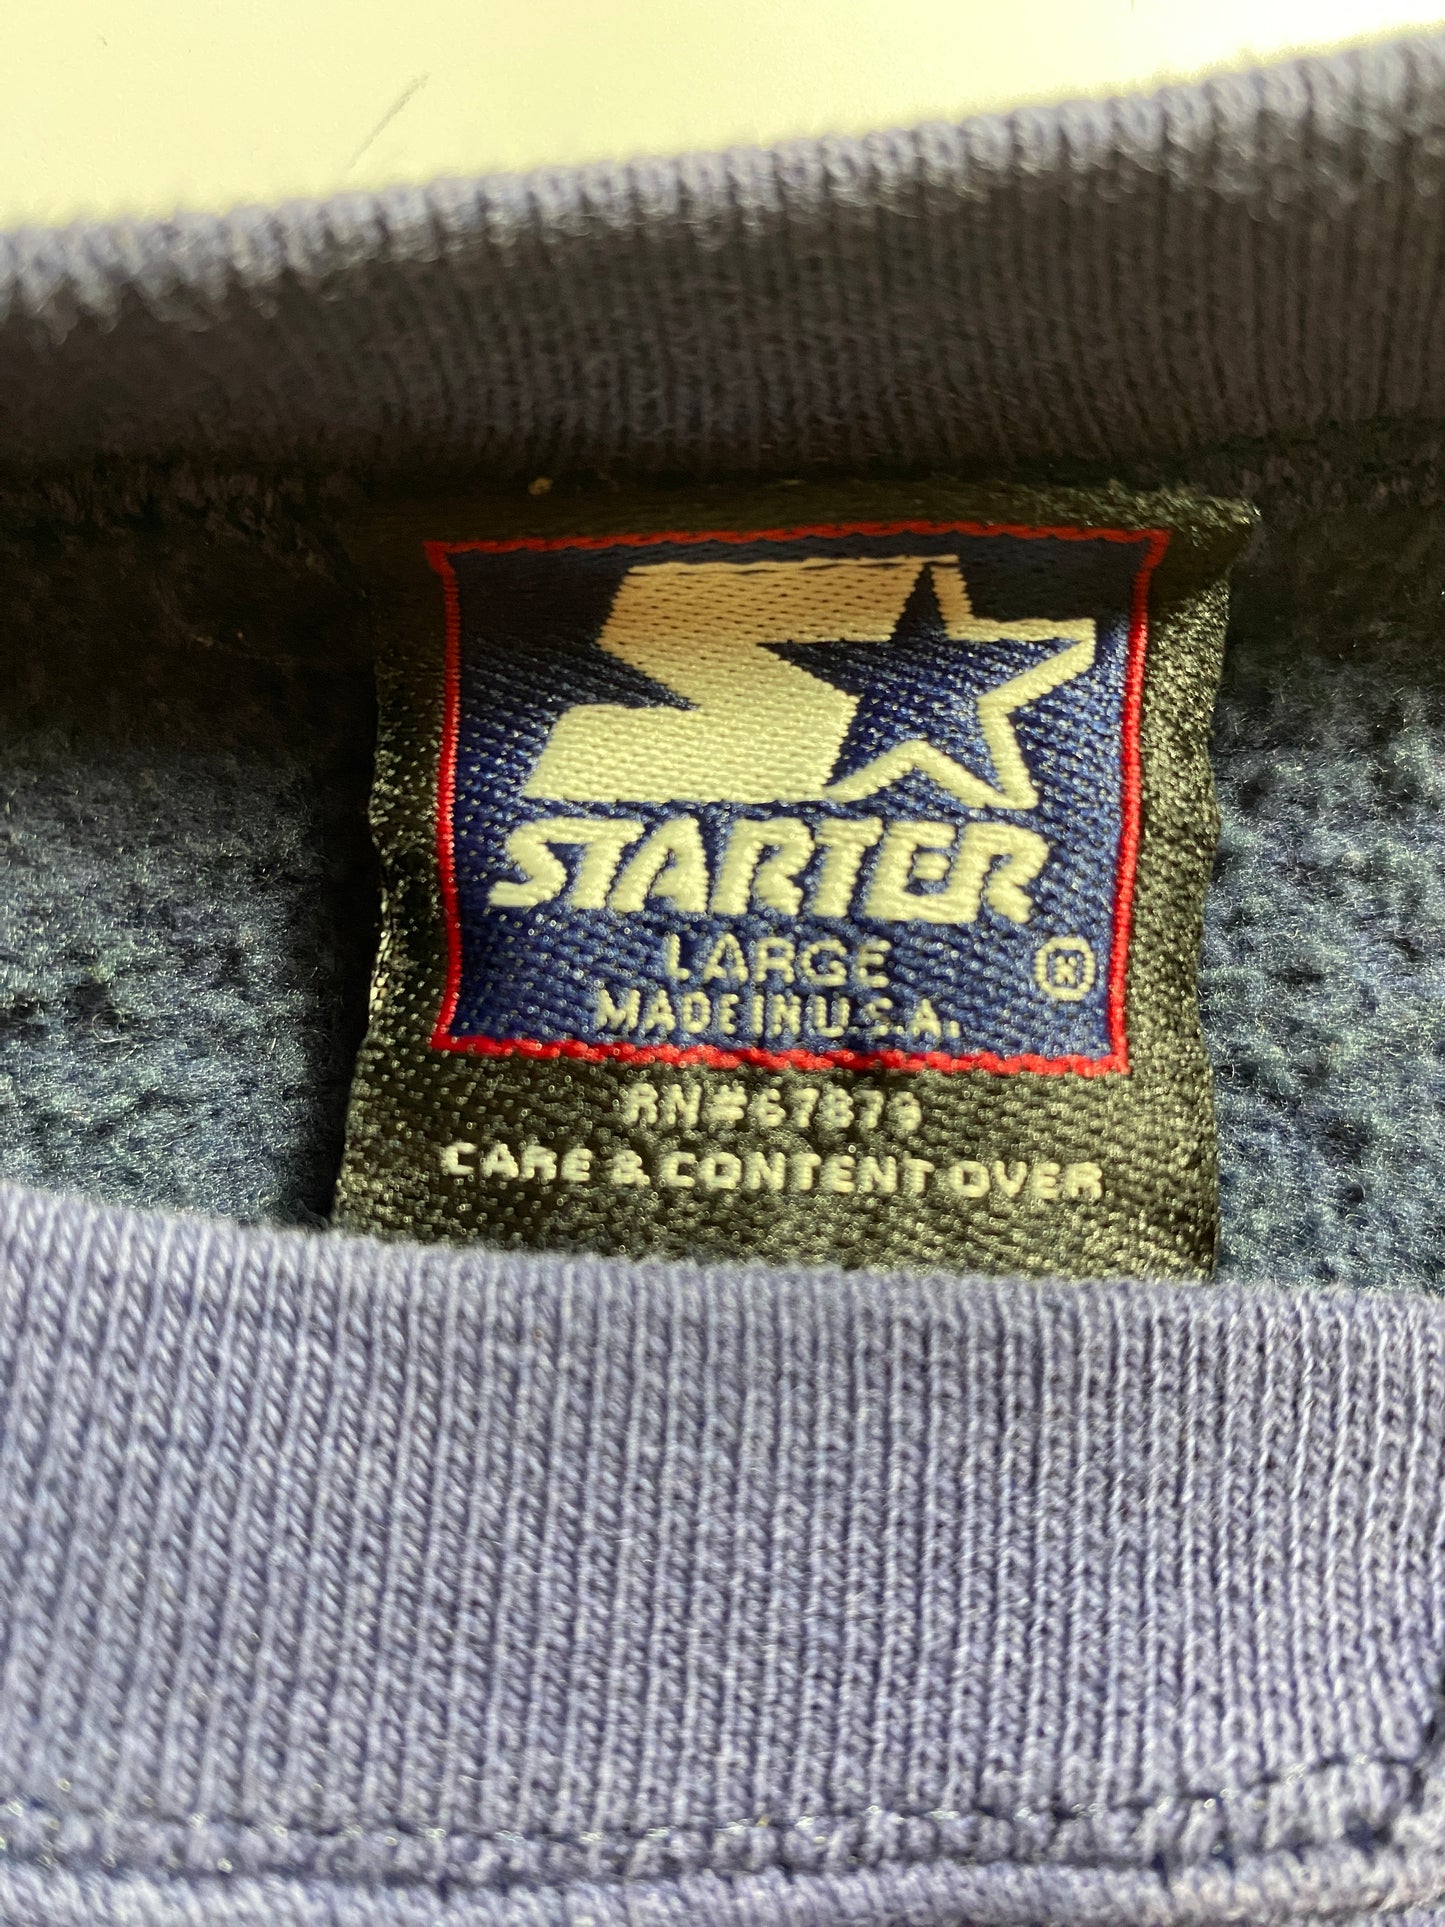 STARTER
LARGE ®
MADE IN U.S.A.
RN#67879
CARE & CONTENT OVER